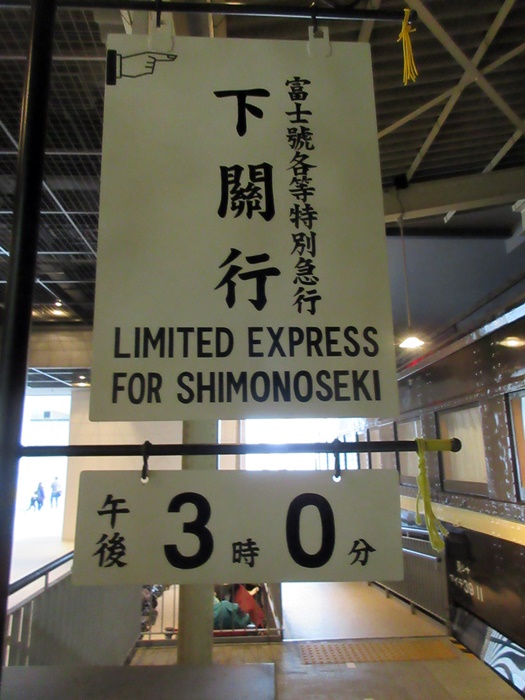 富士號各等特別急行
下關行
LIMITED EXPRESS
FOR SHIMONOSEKI
午後 3 時 0 分